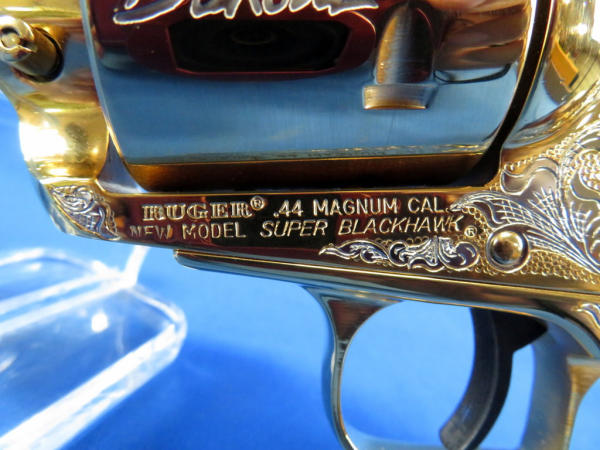 RUGER® .44 MAGNUM CAL.
NEW MODEL SUPER BLACKHAWK®